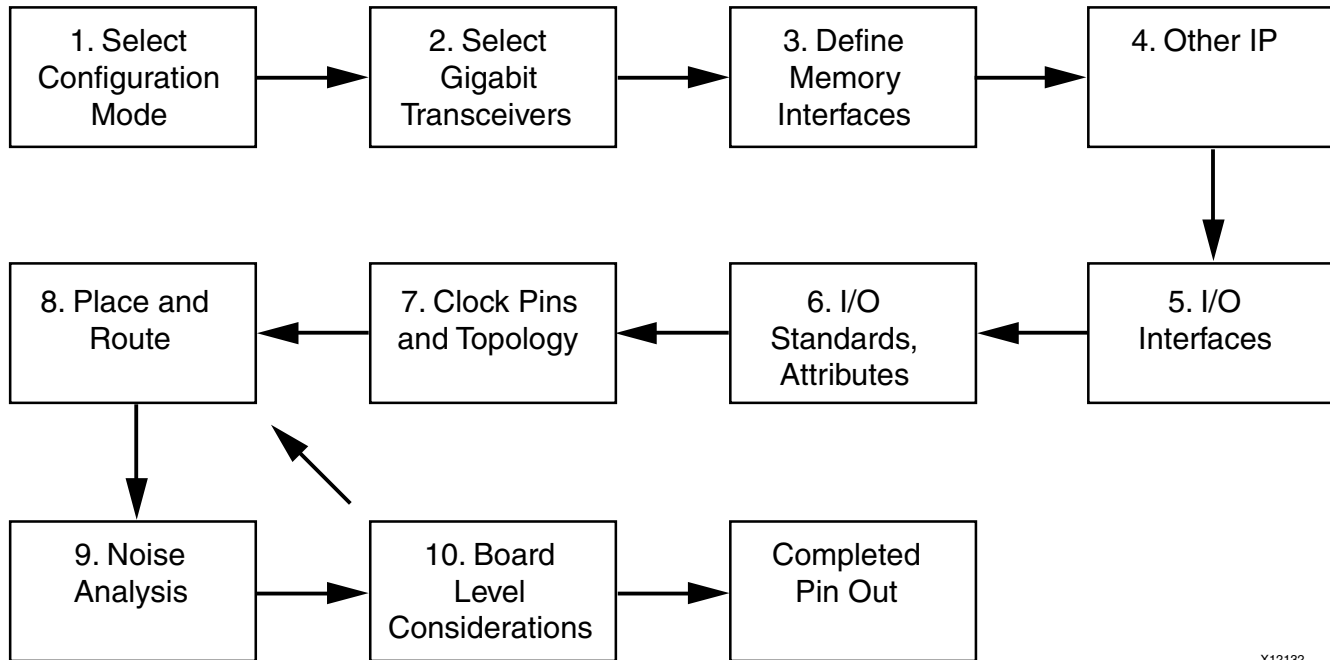 1. Select
Configuration
Mode
2. Select
Gigabit
Transceivers
3. Define
Memory
Interfaces
4. Other IP
8. Place and
Route
7. Clock Pins
and Topology
6. I/O
Standards,
Attributes
5. I/O
Interfaces
9. Noise
Analysis
10. Board
Level
Considerations
Completed
Pin Out
X12132